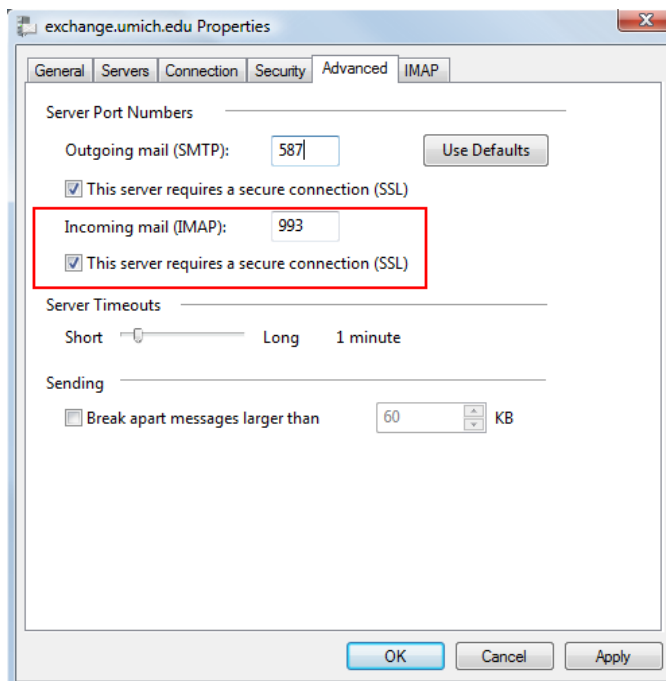 exchange.umich.edu Properties
General Servers Connection Security Advanced IMAP
Server Port Numbers
Outgoing mail (SMTP): 587 Use Defaults
This server requires a secure connection (SSL)
Incoming mail (IMAP): 993
This server requires a secure connection (SSL)
Server Timeouts
Short Long 1 minute
Sending
Break apart messages larger than 60 KB
OK Cancel Apply